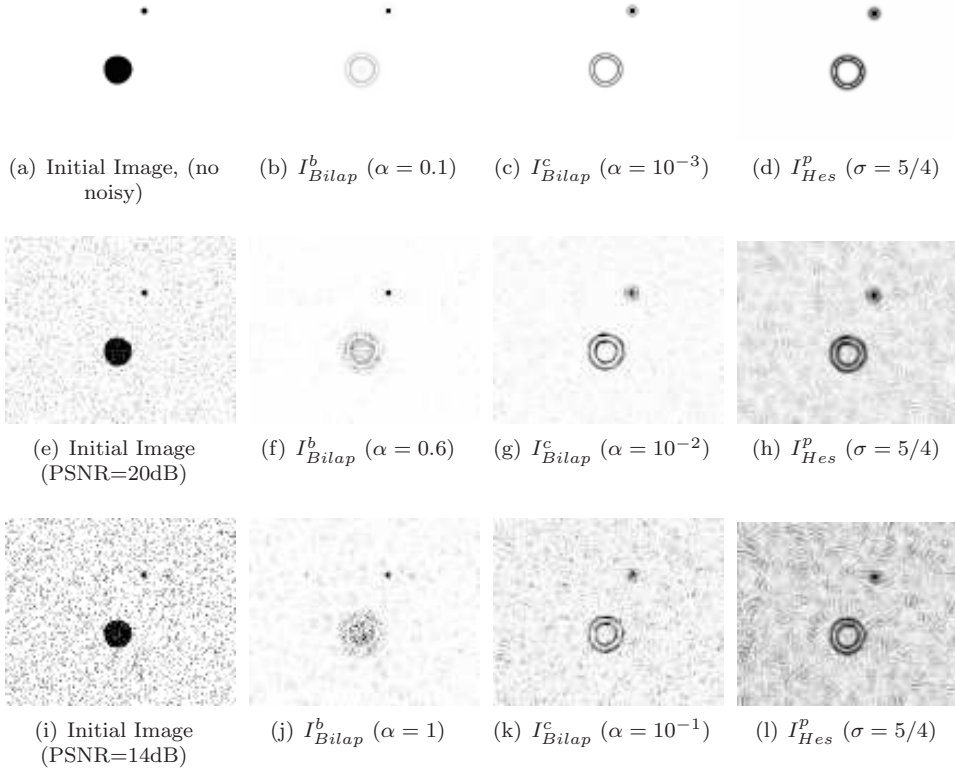 (a) Initial Image, (no noisy)
(b) I^b_{Bilap} (α = 0.1)
(c) I^c_{Bilap} (α = 10^{-3})
(d) I^p_{Hes} (σ = 5/4)
(e) Initial Image (PSNR=20dB)
(f) I^b_{Bilap} (α = 0.6)
(g) I^c_{Bilap} (α = 10^{-2})
(h) I^p_{Hes} (σ = 5/4)
(i) Initial Image (PSNR=14dB)
(j) I^b_{Bilap} (α = 1)
(k) I^c_{Bilap} (α = 10^{-1})
(l) I^p_{Hes} (σ = 5/4)